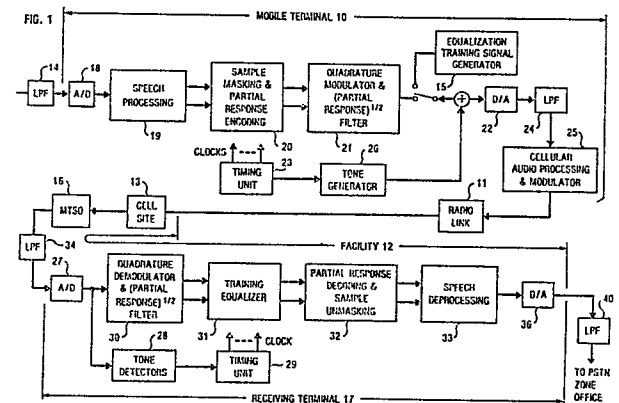 FIG. 1
MOBILE TERMINAL 10
EQUALIZATION
TRAINING SIGNAL
GENERATOR
14
18
LPF
A/D
SPEECH
PROCESSING
19
SAMPLE
MASKING &
PARTIAL
RESPONSE
ENCODING
20
QUADRATURE
MODULATOR &
(PARTIAL
RESPONSE) 1/2
FILTER
21
15
+
D/A
22
LPF
24
25
CELLULAR
AUDIO PROCESSING
& MODULATOR
CLOCKS
23
TIMING
UNIT
26
TONE
GENERATOR
16
MTSO
13
CELL
SITE
11
RADIO
LINK
LPF
34
FACILITY 12
27
A/D
QUADRATURE
DEMODULATOR
& (PARTIAL
RESPONSE) 1/2
FILTER
30
TRAINING
EQUALIZER
31
PARTIAL RESPONSE
DECODING &
SAMPLE
UNMASKING
32
SPEECH
DEPROCESSING
33
D/A
36
40
LPF
28
TONE
DETECTORS
CLOCK
TIMING
UNIT
29
TO PSTN
ZONE
OFFICE
RECEIVING TERMINAL 17